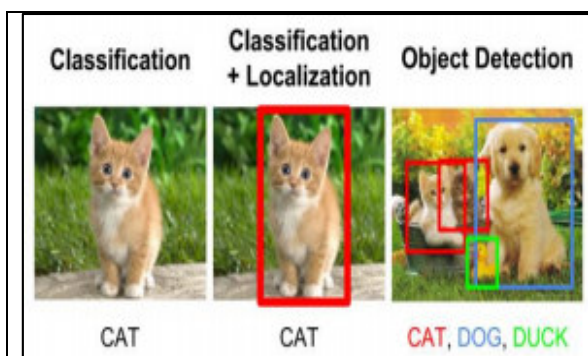 Classification
Classification
+ Localization
Object Detection
CAT
CAT
CAT, DOG, DUCK